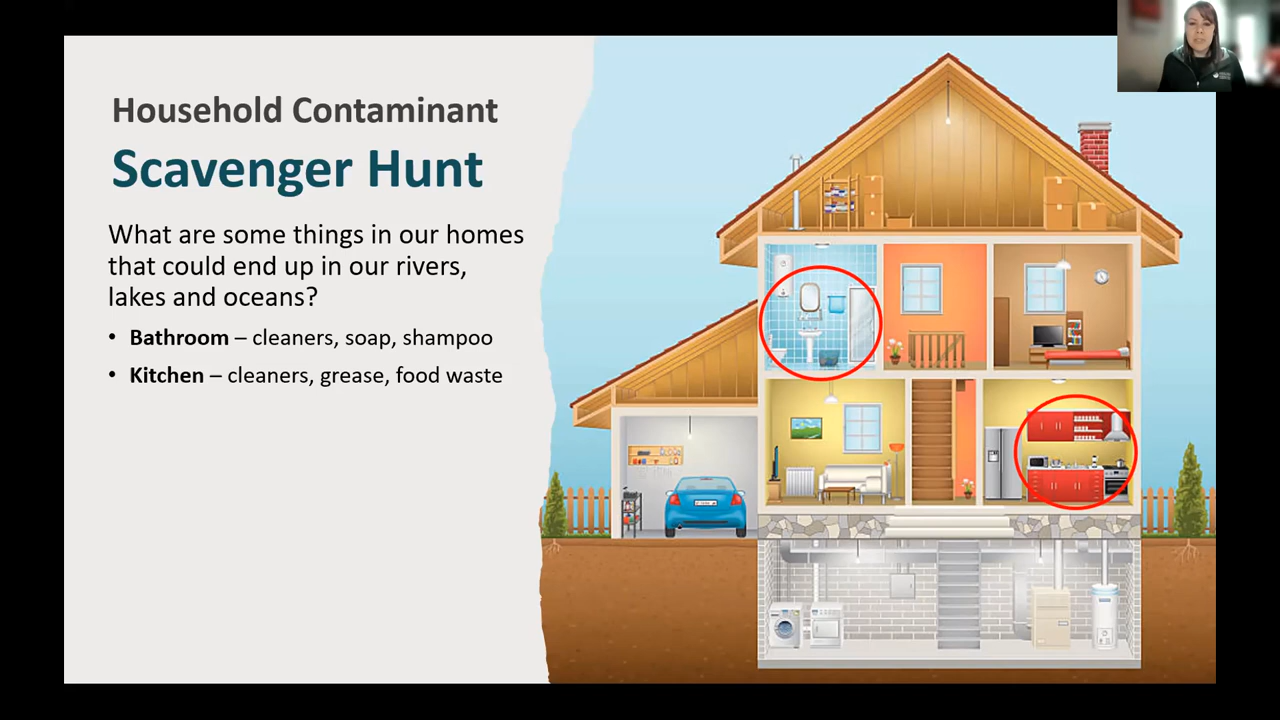 Household Contaminant
Scavenger Hunt
What are some things in our homes
that could end up in our rivers,
lakes and oceans?
• Bathroom – cleaners, soap, shampoo
• Kitchen – cleaners, grease, food waste